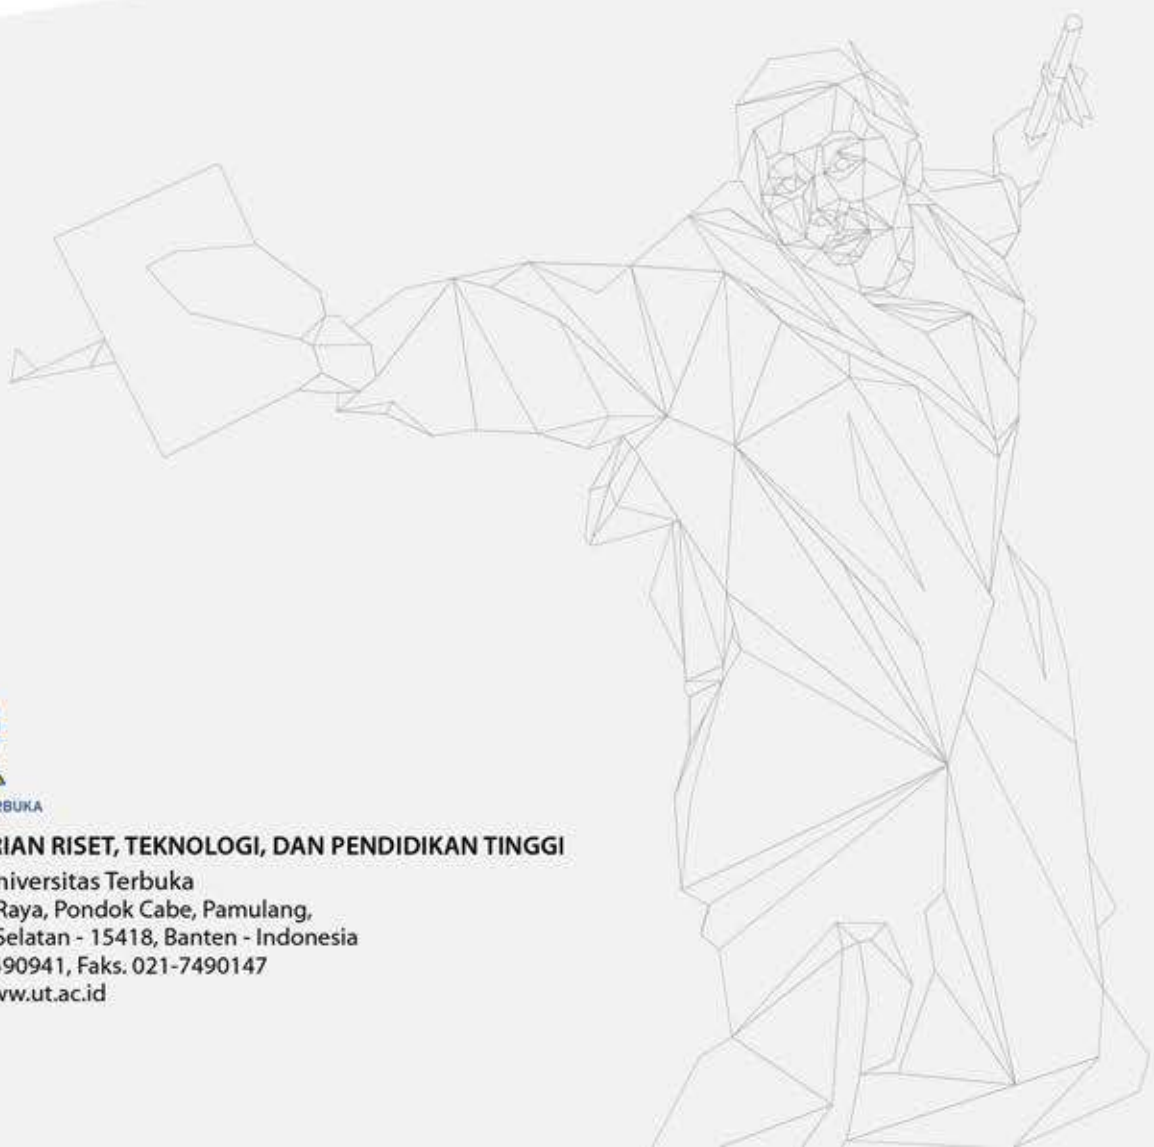 RBUKA
RIAN RISET, TEKNOLOGI, DAN PENDIDIKAN TINGGI
niversitas Terbuka
Raya, Pondok Cabe, Pamulang,
Selatan - 15418, Banten - Indonesia
90941, Faks. 021-7490147
w.ut.ac.id